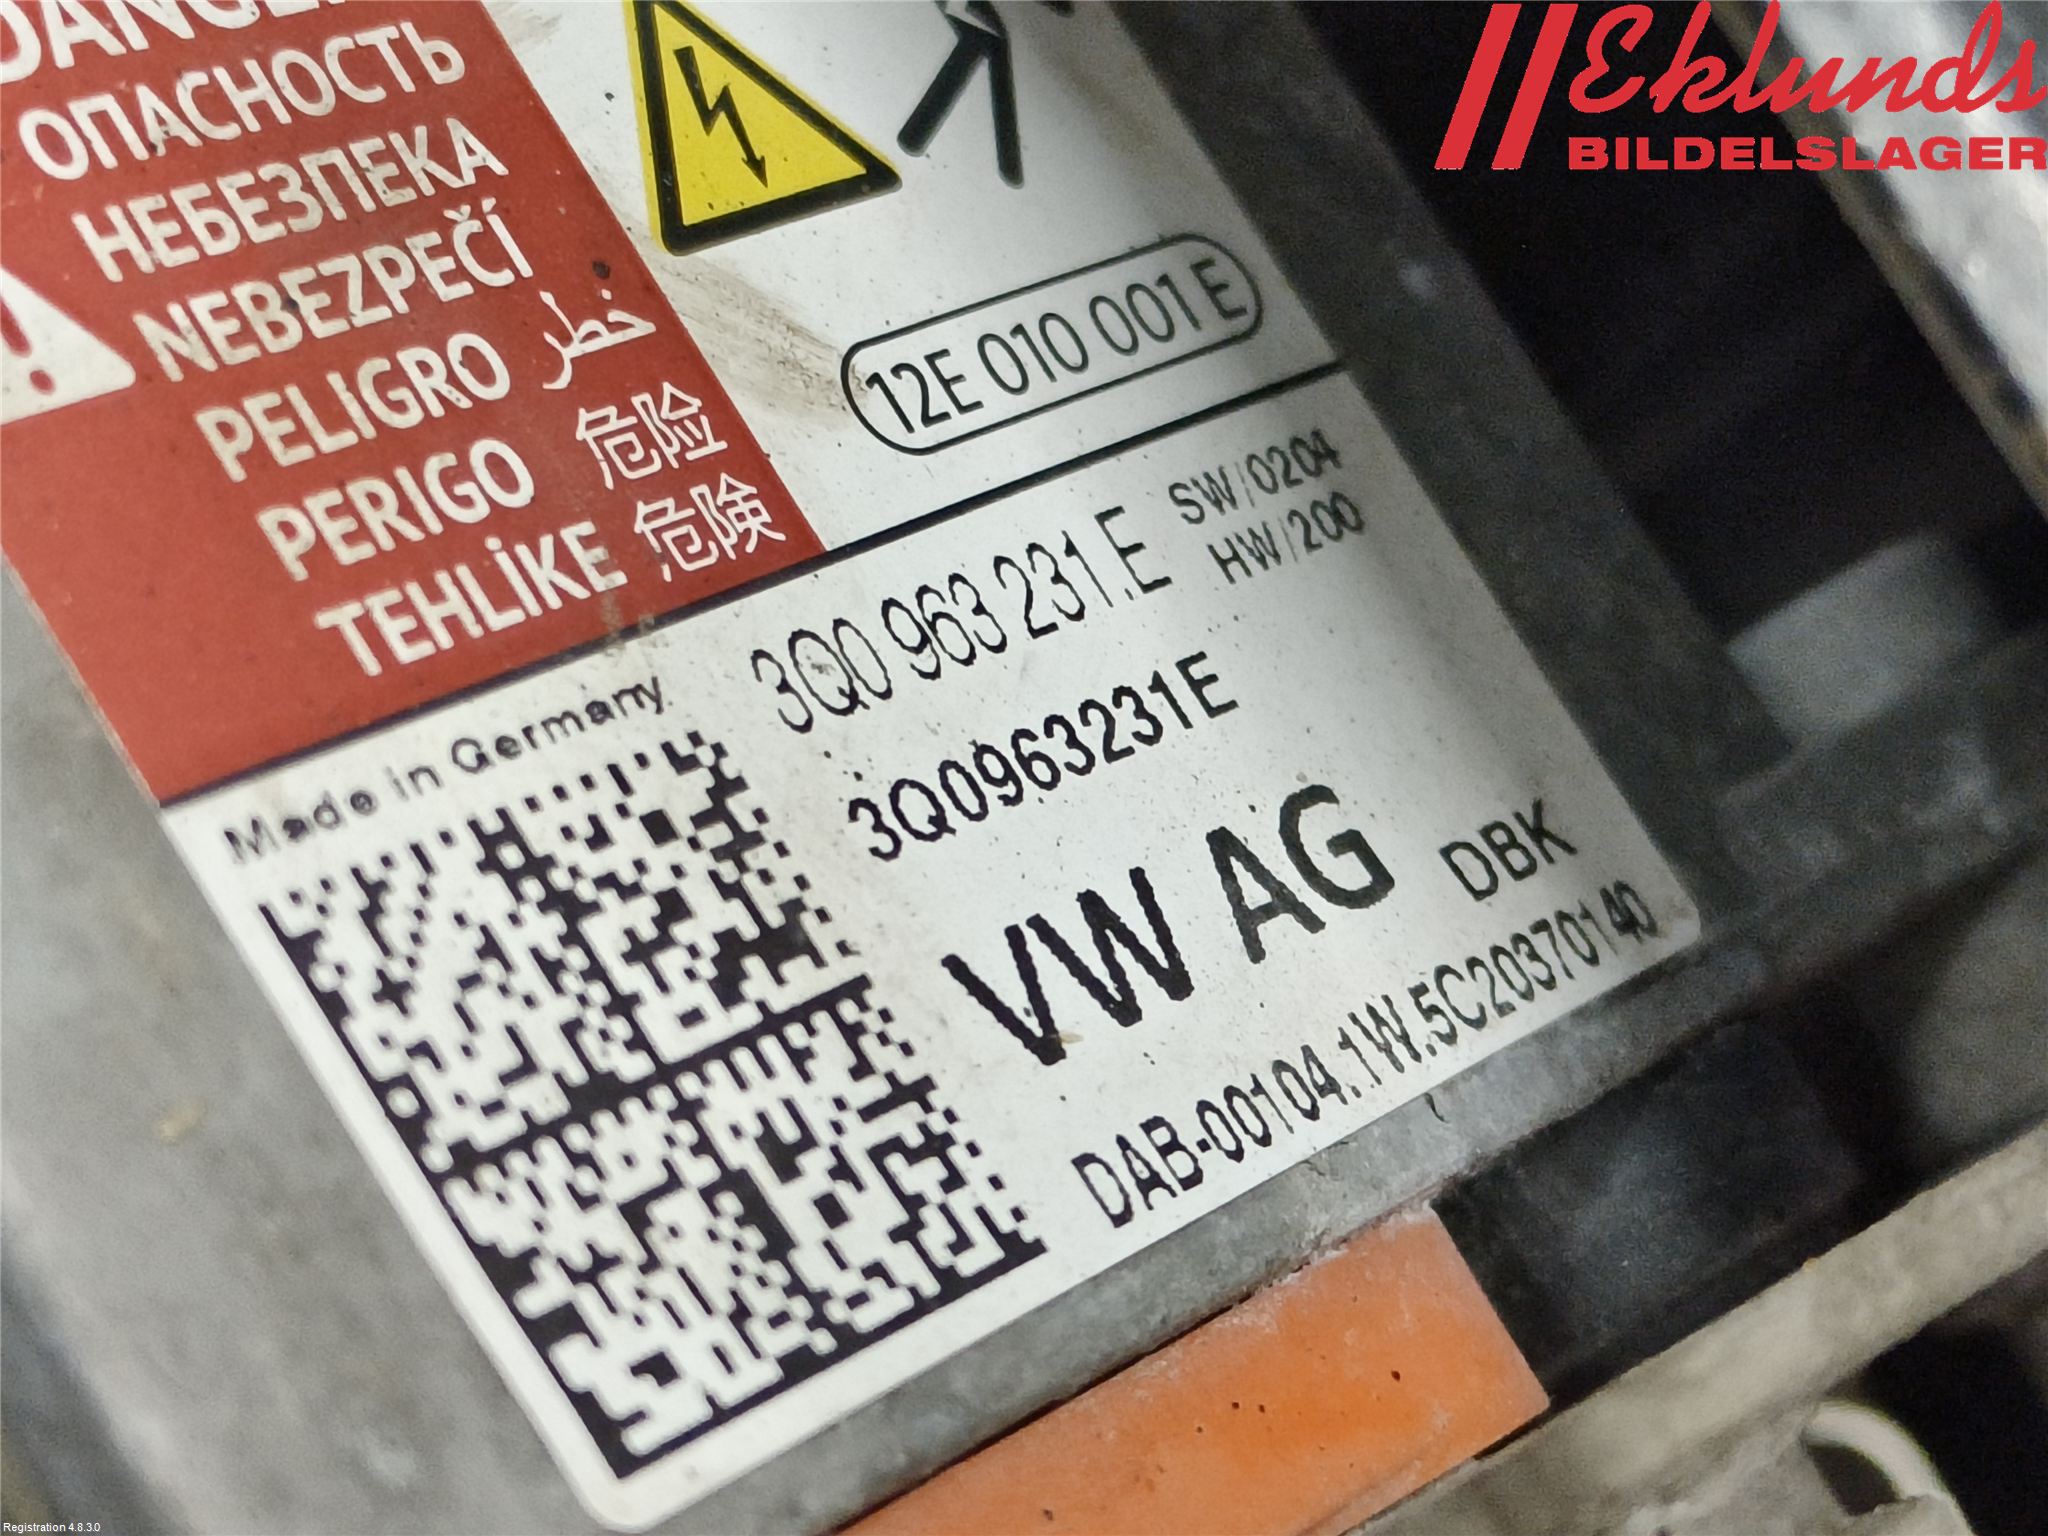 Eklunds
BILDELSLAGER
ОПАСНОСТЬ
НЕБЕЗПЕКА
NEBEZPEČÍ
PELIGRO خطر
PERIGO 危险
TEHLİKE 危険
12E 010 001 E
3Q0 963 231.E SW/0204
HW/200
Made in Germany
3Q0963231E
VW AG DBK
DAB-00104.1W.5C20370140
Registration 4.8.3.0